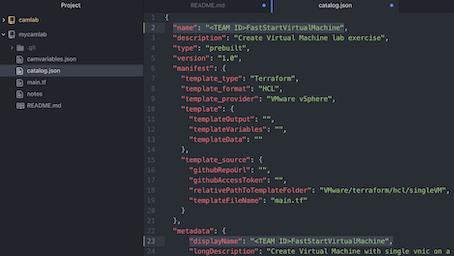 Project
camlab
mycamlab
.git
camvariables.json
catalog.json
main.tf
notes
README.md
README.md
catalog.json
1 {
2 "name": "<TEAM ID>FastStartVirtualMachine",
3 "description": "Create Virtual Machine lab exercise",
4 "type": "prebuilt",
5 "version": "1.0",
6 "manifest": {
7 "template_type": "Terraform",
8 "template_format": "HCL",
9 "template_provider": "VMware vSphere",
10 "template": {
11 "templateOutput": "",
12 "templateVariables": "",
13 "templateData": ""
14 },
15 "template_source": {
16 "githubRepoUrl": "",
17 "githubAccessToken": "",
18 "relativePathToTemplateFolder": "VMware/terraform/hcl/singleVM",
19 "templateFileName": "main.tf"
20 }
21 },
22 "metadata": {
23 "displayName": "<TEAM ID>FastStartVirtualMachine",
24 "longDescription": "Create Virtual Machine with single vnic on a